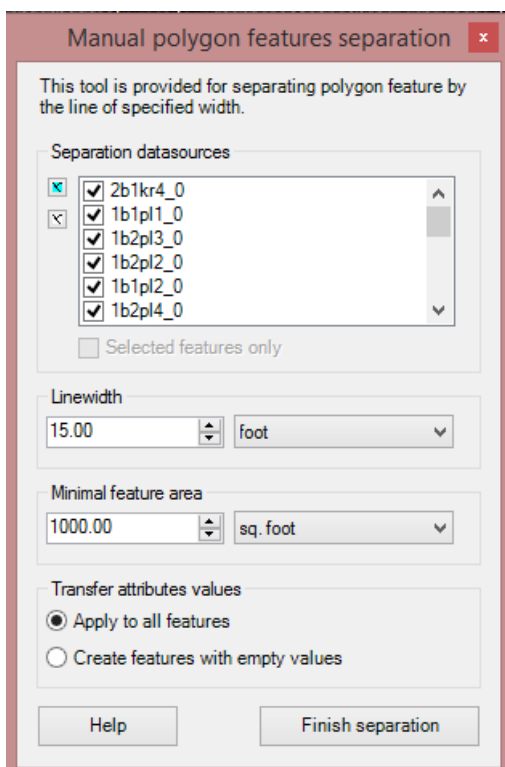 Manual polygon features separation
This tool is provided for separating polygon feature by
the line of specified width.
Separation datasources
2b1kr4_0
1b1pl1_0
1b2pl3_0
1b2pl2_0
1b1pl2_0
1b2pl4_0
Selected features only
Linewidth
15.00 foot
Minimal feature area
1000.00 sq. foot
Transfer attributes values
Apply to all features
Create features with empty values
Help Finish separation